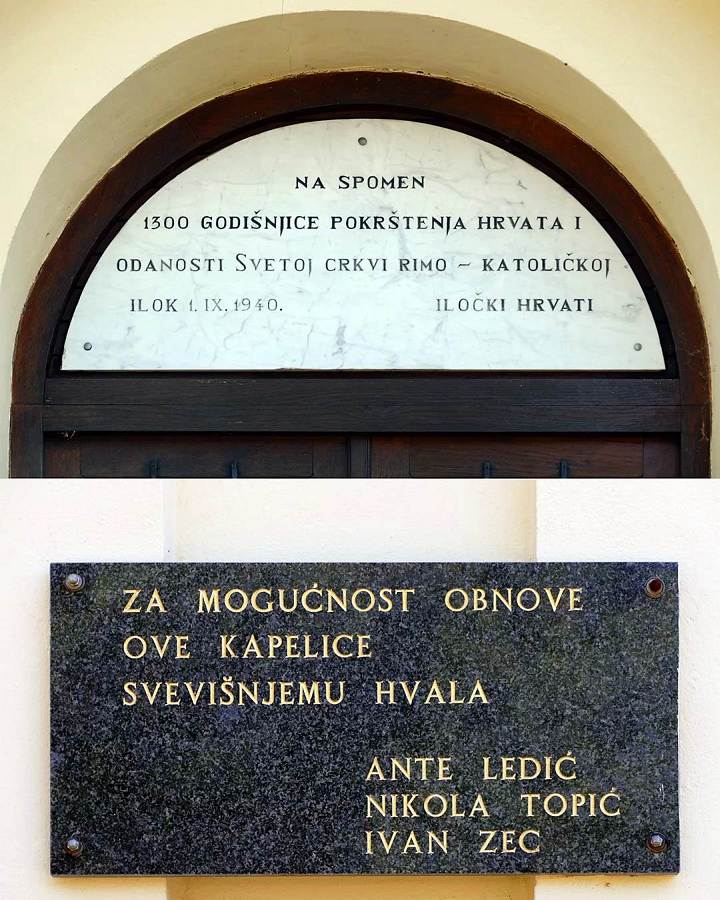 NA SPOMEN
1300 GODIŠNJICE POKRŠTENJA HRVATA I
ODANOSTI SVETOJ CRKVI RIMO – KATOLIČKOJ
ILOK 1. IX. 1940. ILOČKI HRVATI
ZA MOGUĆNOST OBNOVE
OVE KAPELICE
SVEVIŠNJEMU HVALA
ANTE LEDIĆ
NIKOLA TOPIĆ
IVAN ZEC